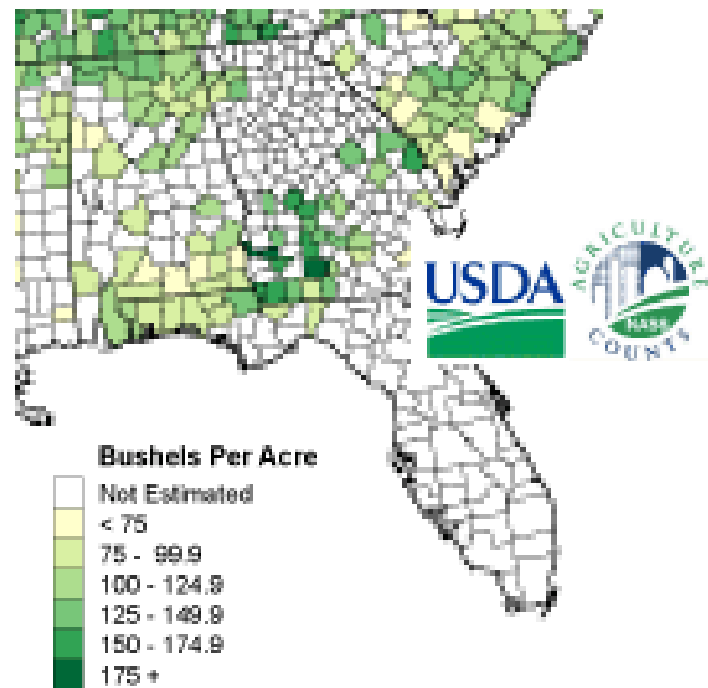 AGRICULTURE
USDA
NASS
COUNTS
Bushels Per Acre
Not Estimated
< 75
75 - 99.9
100 - 124.9
125 - 149.9
150 - 174.9
175 +